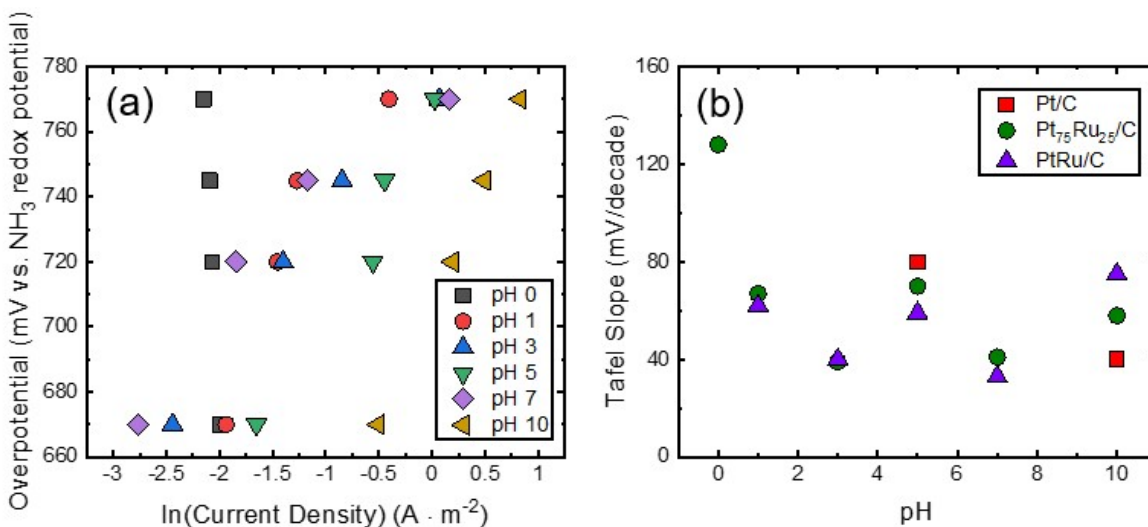 Overpotential (mV vs. NH₃ redox potential)
(a)
780
760
740
720
700
680
660
-3
-2.5
-2
-1.5
-1
-0.5
0
0.5
1
ln(Current Density) (A · m⁻²)
pH 0
pH 1
pH 3
pH 5
pH 7
pH 10
Tafel Slope (mV/decade)
(b)
160
120
80
40
0
0
2
4
6
8
10
pH
Pt/C
Pt₇₅Ru₂₅/C
PtRu/C